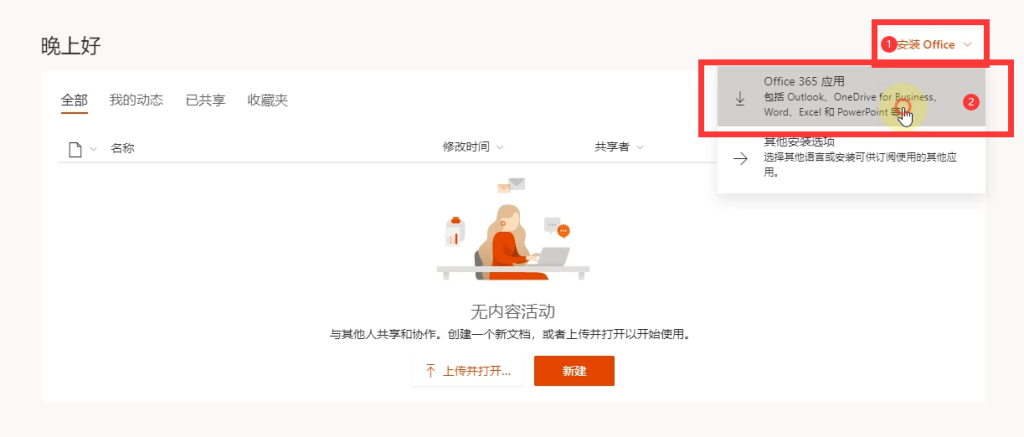 晚上好
1安装 Office
全部 我的动态 已共享 收藏夹
Office 365 应用
包括 Outlook、OneDrive for Business、
Word、Excel 和 PowerPoint 等
2
名称 修改时间 共享者
其他安装选项
选择其他语言或安装可供订阅使用的其他应
用。
无内容活动
与其他人共享和协作。创建一个新文档，或者上传并打开以开始使用。
上传并打开... 新建